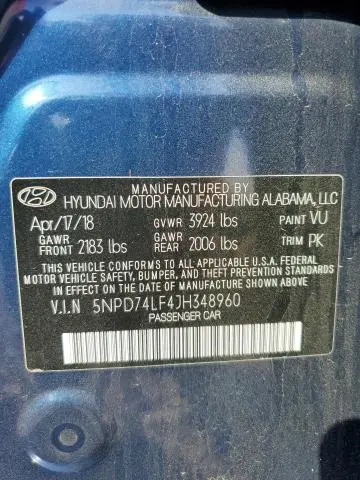 MANUFACTURED BY
HYUNDAI MOTOR MANUFACTURING ALABAMA, LLC
Apr/17/18 GVWR 3924 lbs PAINT VU
GAWR FRONT 2183 lbs GAWR REAR 2006 lbs TRIM PK
THIS VEHICLE CONFORMS TO ALL APPLICABLE U.S.A. FEDERAL
MOTOR VEHICLE SAFETY, BUMPER, AND THEFT PREVENTION STANDARDS
IN EFFECT ON THE DATE OF MANUFACTURE SHOWN ABOVE.
V.I.N 5NPD74LF4JH348960
PASSENGER CAR